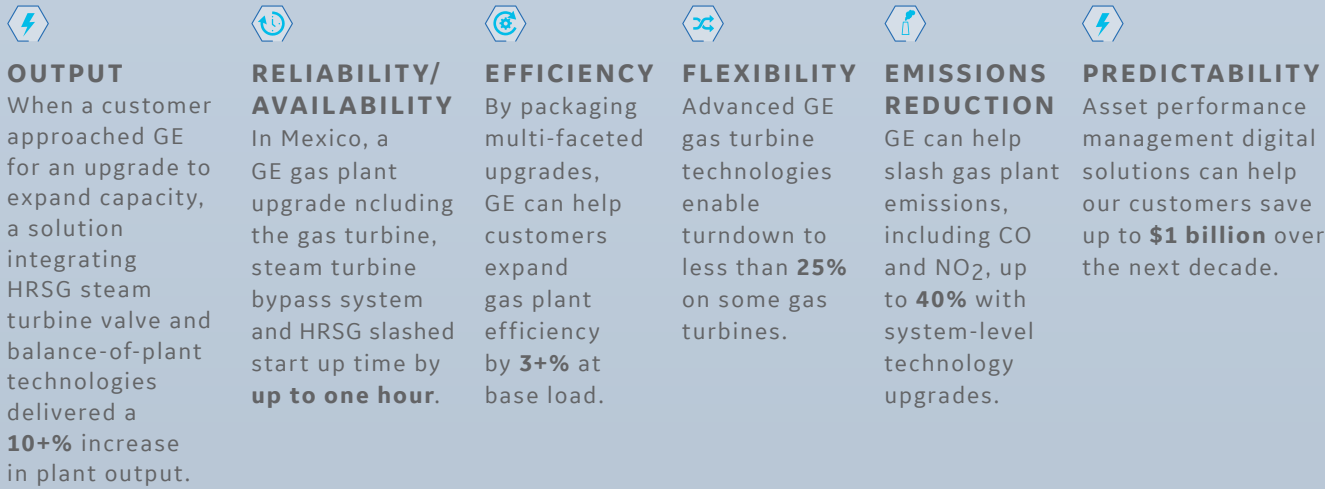 OUTPUT
When a customer
approached GE
for an upgrade to
expand capacity,
a solution
integrating
HRSG steam
turbine valve and
balance-of-plant
technologies
delivered a
10+% increase
in plant output.
RELIABILITY/
AVAILABILITY
In Mexico, a
GE gas plant
upgrade ncluding
the gas turbine,
steam turbine
bypass system
and HRSG slashed
start up time by
up to one hour.
EFFICIENCY
By packaging
multi-faceted
upgrades,
GE can help
customers
expand
gas plant
efficiency
by 3+% at
base load.
FLEXIBILITY
Advanced GE
gas turbine
technologies
enable
turndown to
less than 25%
on some gas
turbines.
EMISSIONS
REDUCTION
GE can help
slash gas plant
emissions,
including CO
and NO2, up
to 40% with
system-level
technology
upgrades.
PREDICTABILITY
Asset performance
management digital
solutions can help
our customers save
up to $1 billion over
the next decade.